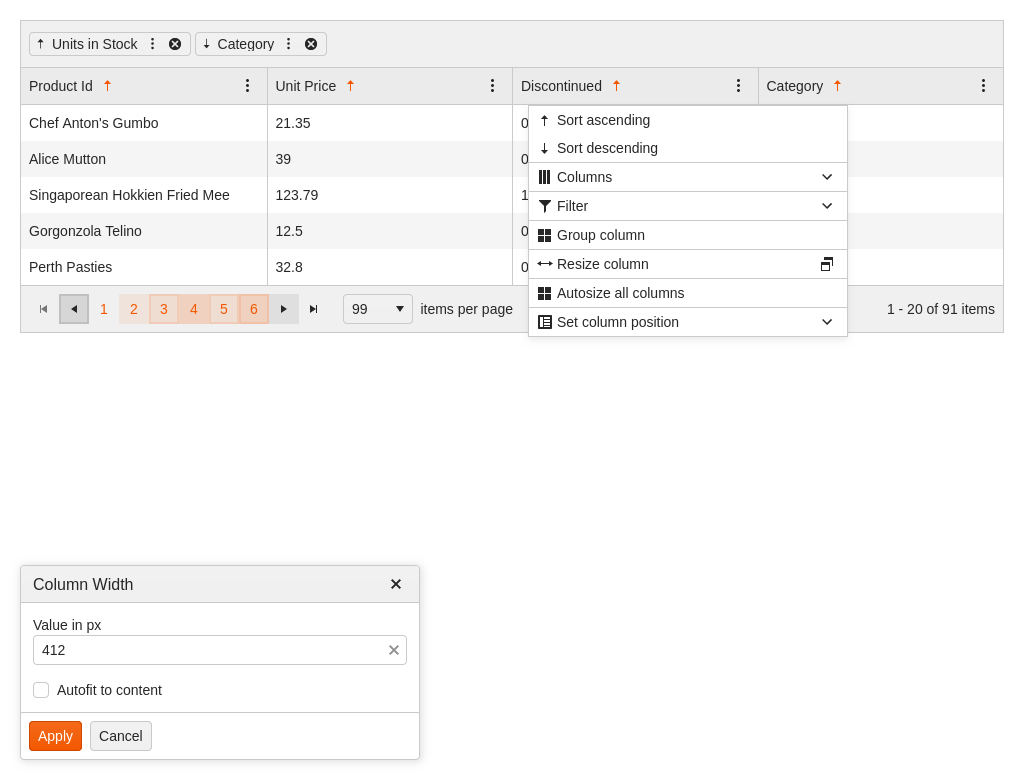 Units in Stock Category
Product Id Unit Price Discontinued Category
Chef Anton's Gumbo 21.35 0
Alice Mutton 39 0
Singaporean Hokkien Fried Mee 123.79 1
Gorgonzola Telino 12.5 0
Perth Pasties 32.8 0
Sort ascending
Sort descending
Columns
Filter
Group column
Resize column
Autosize all columns
Set column position
1 2 3 4 5 6 99 items per page 1 - 20 of 91 items
Column Width
Value in px
412
Autofit to content
Apply Cancel